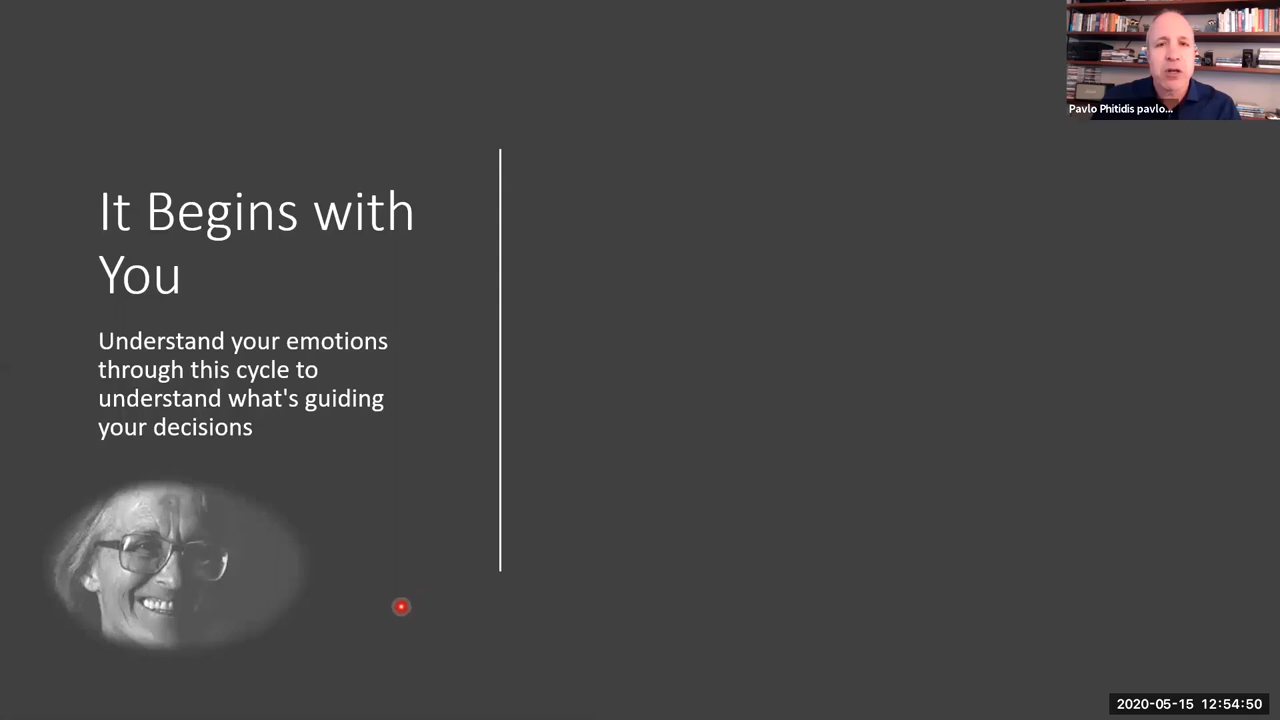 Pavlo Phitidis pavlo...
It Begins with
You
Understand your emotions
through this cycle to
understand what's guiding
your decisions
2020-05-15 12:54:50